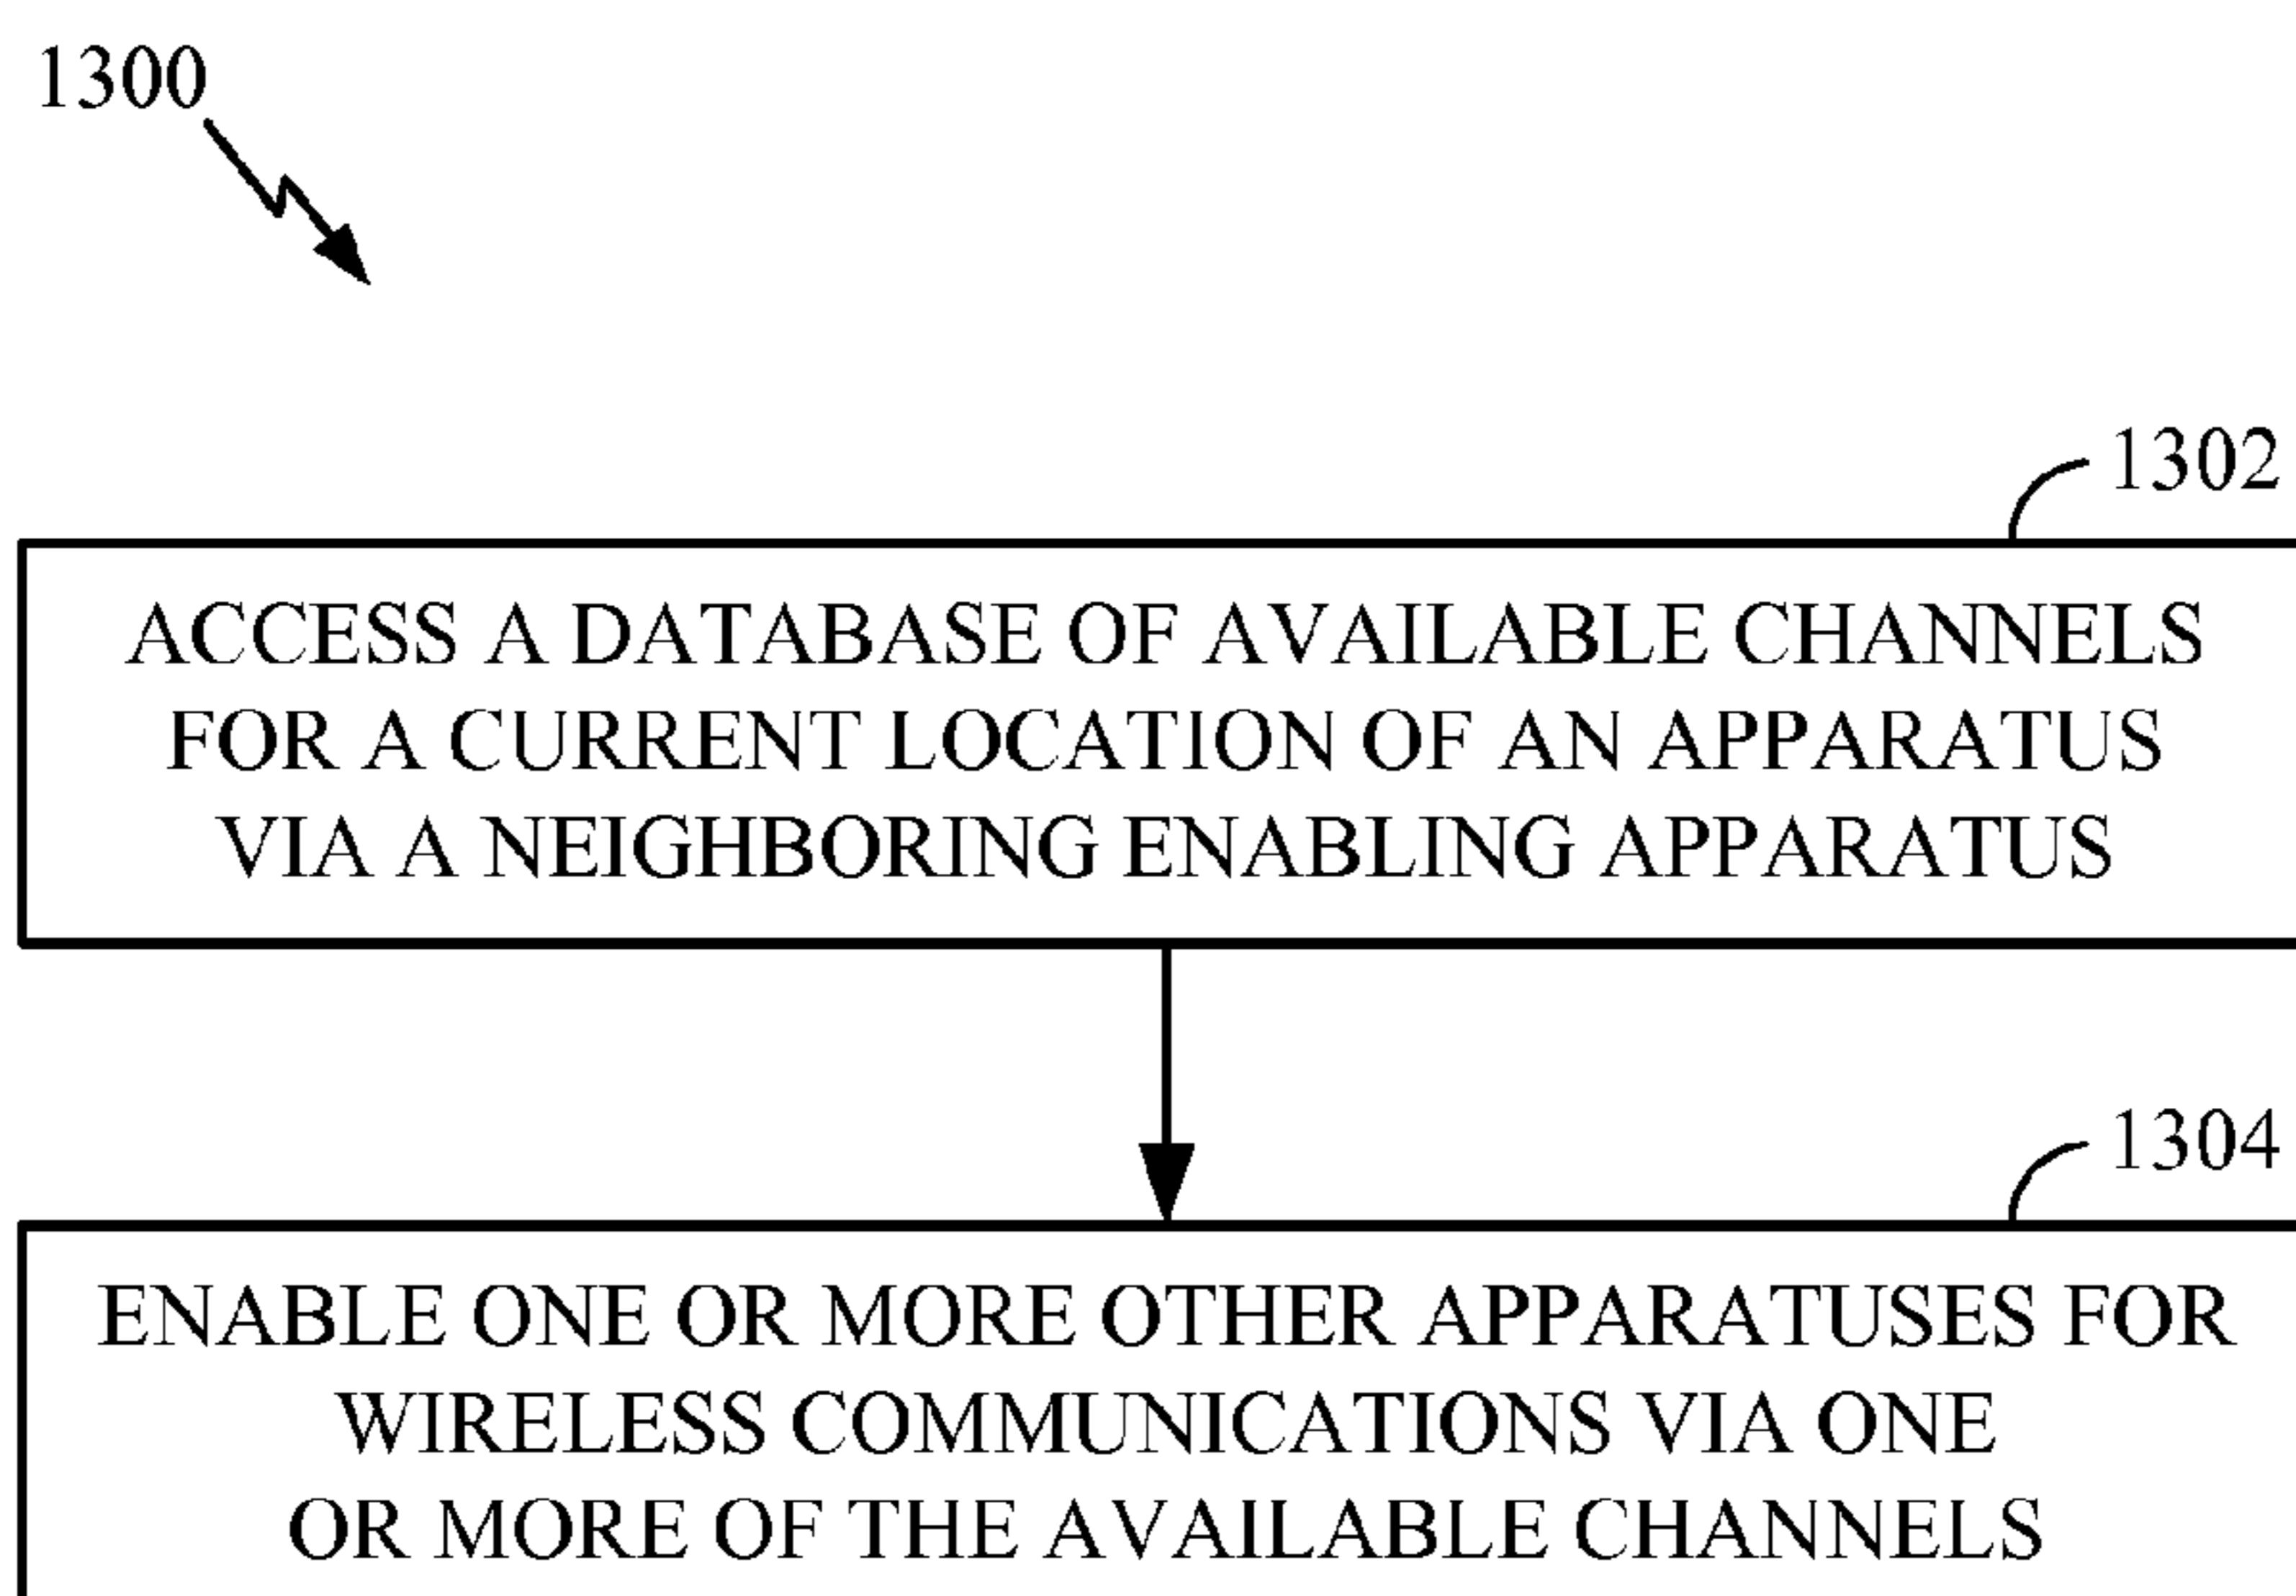 1300
1302
ACCESS A DATABASE OF AVAILABLE CHANNELS
FOR A CURRENT LOCATION OF AN APPARATUS
VIA A NEIGHBORING ENABLING APPARATUS
1304
ENABLE ONE OR MORE OTHER APPARATUSES FOR
WIRELESS COMMUNICATIONS VIA ONE
OR MORE OF THE AVAILABLE CHANNELS